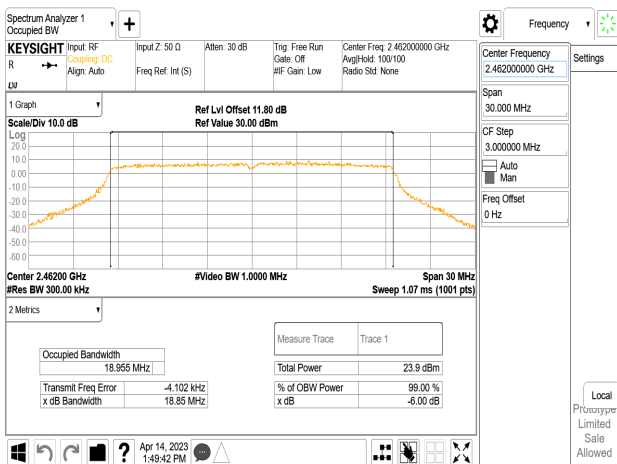 Spectrum Analyzer 1
Occupied BW
Frequency
KEYSIGHT
R
LXI
Input: RF
Coupling: DC
Align: Auto
Input Z: 50 Ω
Freq Ref: Int (S)
Atten: 30 dB
Trig: Free Run
Gate: Off
#IF Gain: Low
Center Freq: 2.462000000 GHz
Avg|Hold: 100/100
Radio Std: None
Center Frequency
2.462000000 GHz
Settings
Span
30.000 MHz
CF Step
3.000000 MHz
Auto
Man
Freq Offset
0 Hz
1 Graph
Scale/Div 10.0 dB
Ref Lvl Offset 11.80 dB
Ref Value 30.00 dBm
Log
20.0
10.0
0.00
-10.0
-20.0
-30.0
-40.0
-50.0
-60.0
Center 2.46200 GHz
#Video BW 1.0000 MHz
Span 30 MHz
#Res BW 300.00 kHz
Sweep 1.07 ms (1001 pts)
2 Metrics
Measure Trace Trace 1
Occupied Bandwidth
18.955 MHz
Total Power 23.9 dBm
Transmit Freq Error -4.102 kHz
% of OBW Power 99.00 %
x dB Bandwidth 18.85 MHz
x dB -6.00 dB
Local
Prototype
Limited
Sale
Allowed
?
Apr 14, 2023
1:49:42 PM